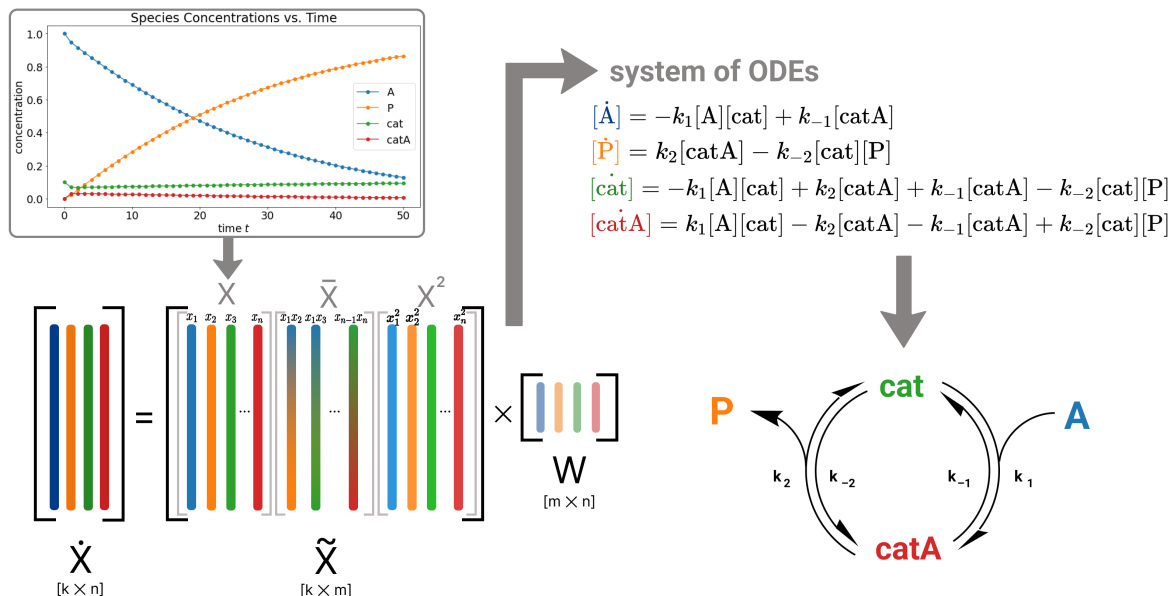 Species Concentrations vs. Time
concentration
1.0
0.8
0.6
0.4
0.2
0.0
A
P
cat
catA
0 10 20 30 40 50
time t
system of ODEs
[Ȧ] = −k₁[A][cat] + k₋₁[catA]
[Ṗ] = k₂[catA] − k₋₂[cat][P]
[cȧt] = −k₁[A][cat] + k₂[catA] + k₋₁[catA] − k₋₂[cat][P]
[catȦ] = k₁[A][cat] − k₂[catA] − k₋₁[catA] + k₋₂[cat][P]
X X̄ X²
x₁ x₂ x₃ xₙ x₁x₂ x₁x₃ xₙ₋₁xₙ x₁² x₂² xₙ²
= ... ... ... ×
Ẋ
[k × n]
X̃
[k × m]
W
[m × n]
cat
P
A
k₂ k₋₂ k₋₁ k₁
catA